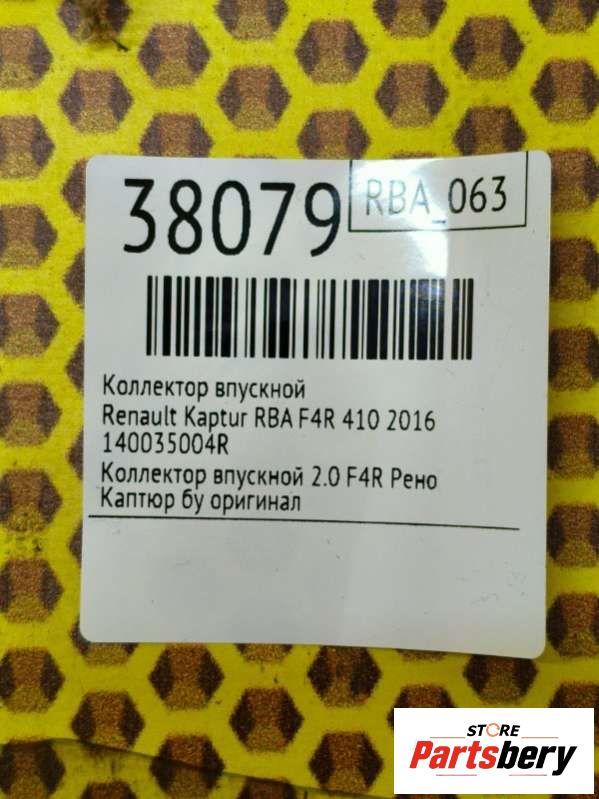 38079
RBA_063
Коллектор впускной
Renault Kaptur RBA F4R 410 2016
140035004R
Коллектор впускной 2.0 F4R Рено
Каптюр бу оригинал
STORE
Partsbery